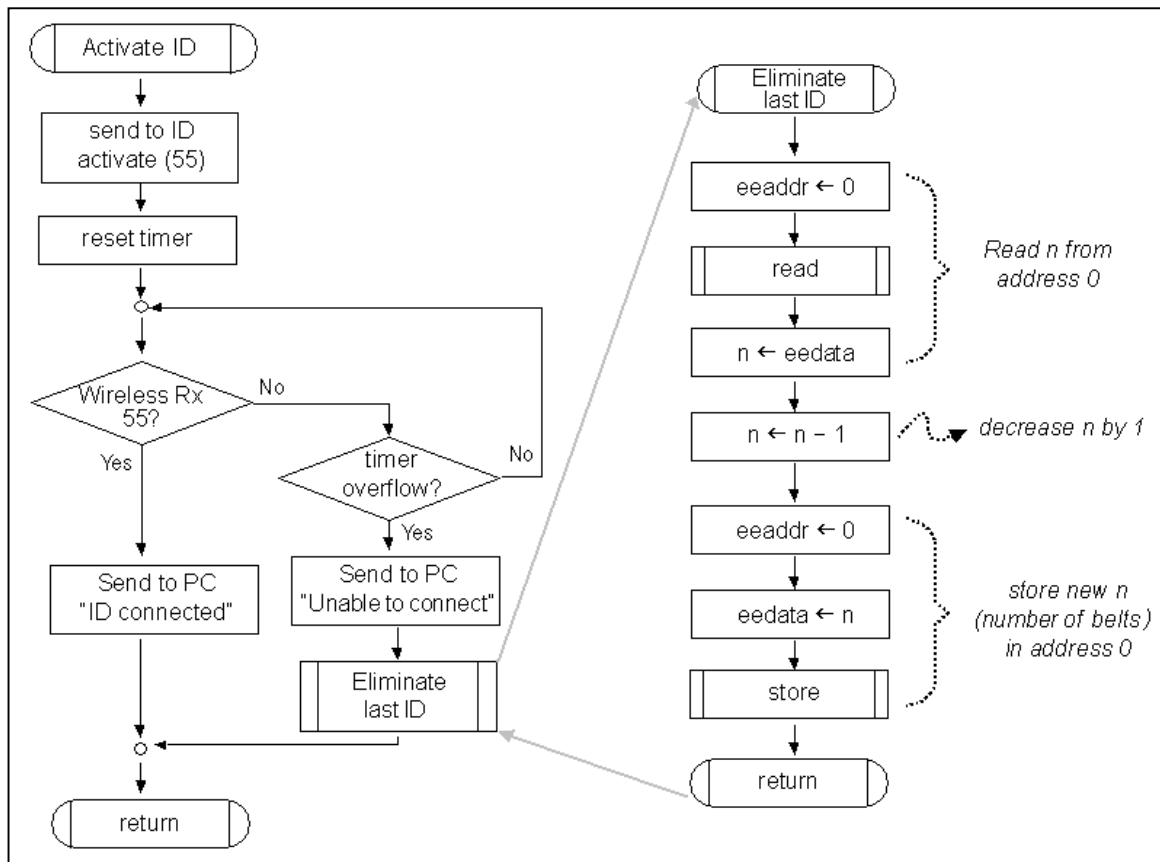 Activate ID
send to ID
activate (55)
reset timer
Wireless Rx
55?
No
Yes
timer
overflow?
No
Yes
Send to PC
"ID connected"
Send to PC
"Unable to connect"
Eliminate
last ID
return
Eliminate
last ID
eeaddr ← 0
read
n ← eedata
Read n from
address 0
n ← n – 1
decrease n by 1
eeaddr ← 0
eedata ← n
store
store new n
(number of belts)
in address 0
return